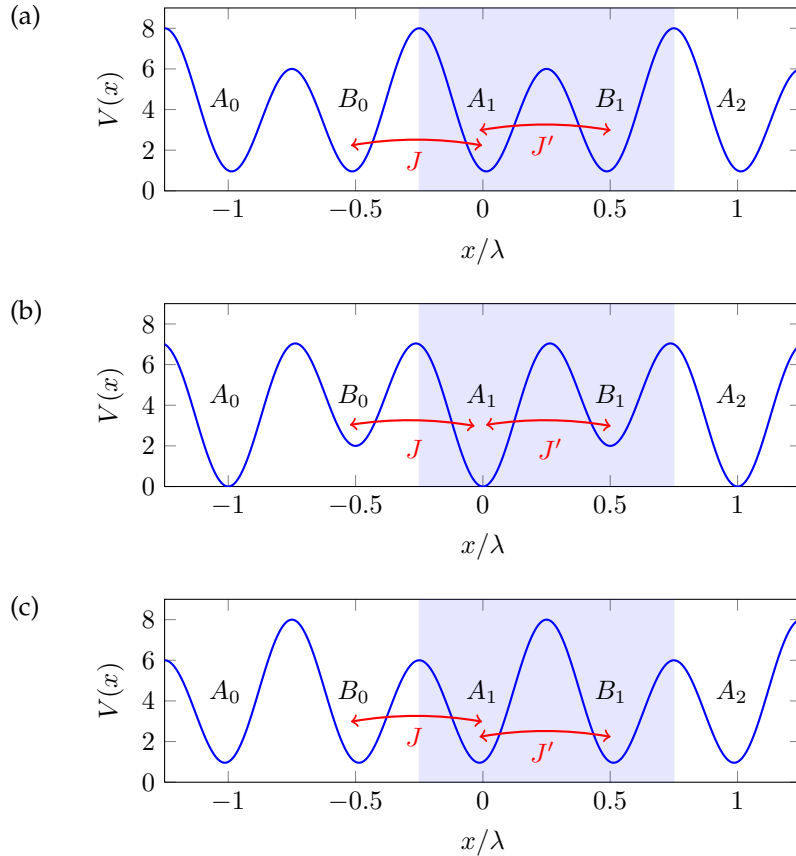 (a)
V(x)
8
6
4
2
0
A₀
B₀
A₁
B₁
A₂
J
J′
−1
−0.5
0
0.5
1
x/λ
(b)
V(x)
8
6
4
2
0
A₀
B₀
A₁
B₁
A₂
J
J′
−1
−0.5
0
0.5
1
x/λ
(c)
V(x)
8
6
4
2
0
A₀
B₀
A₁
B₁
A₂
J
J′
−1
−0.5
0
0.5
1
x/λ